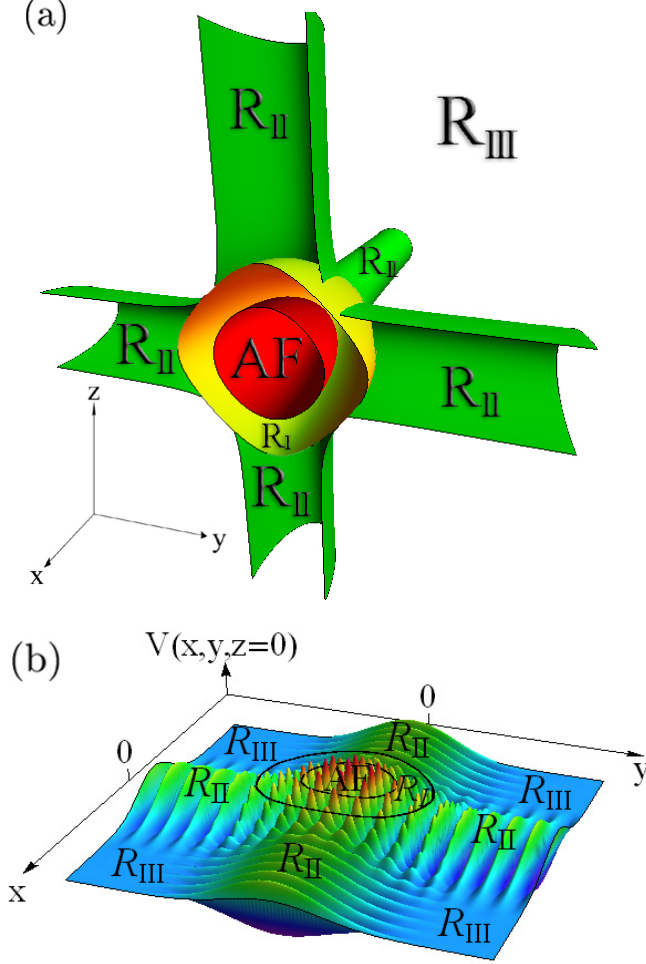 (a)
R_II
R_III
R_II
R_II
AF
R_II
R_I
R_II
z
y
x
(b)
V(x,y,z=0)
0
0
R_III
R_II
y
R_II
AF
R_I
R_III
R_II
x
R_III
R_II
R_III